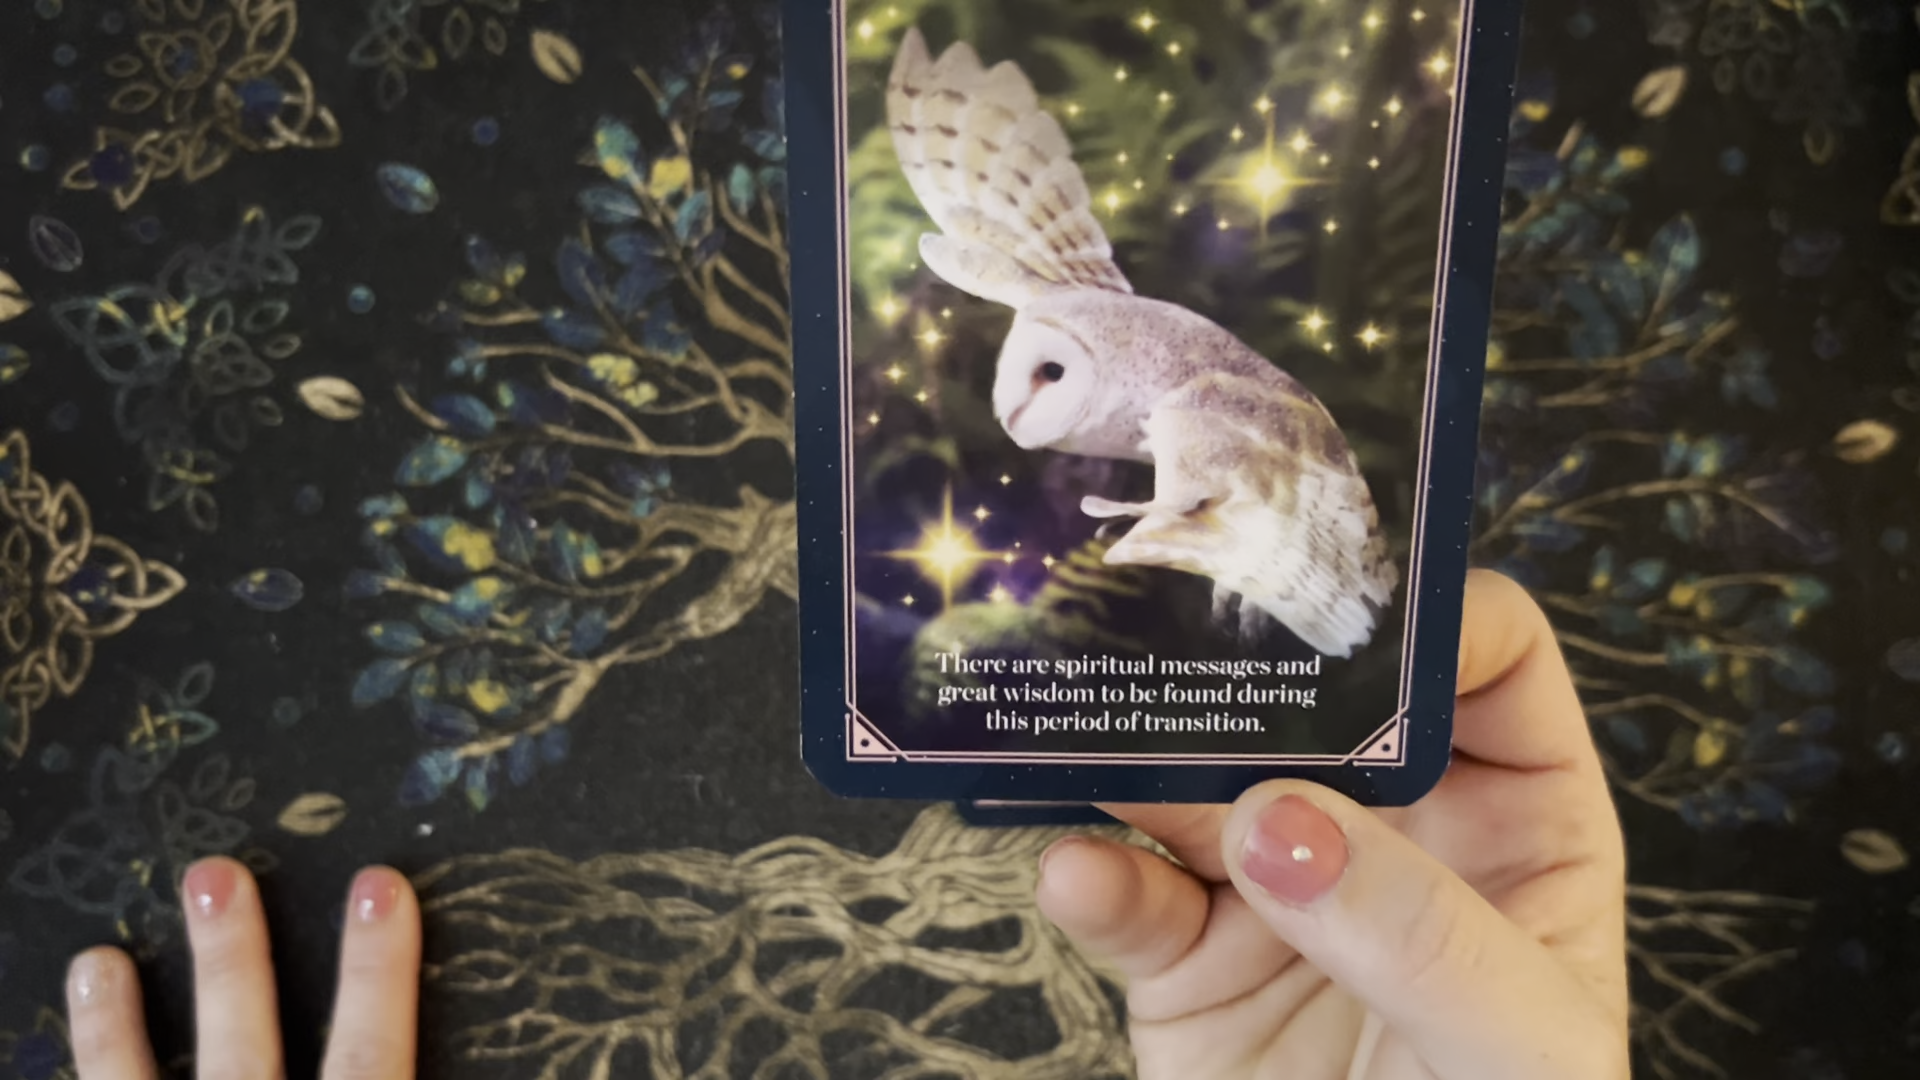 There are spiritual messages and
great wisdom to be found during
this period of transition.